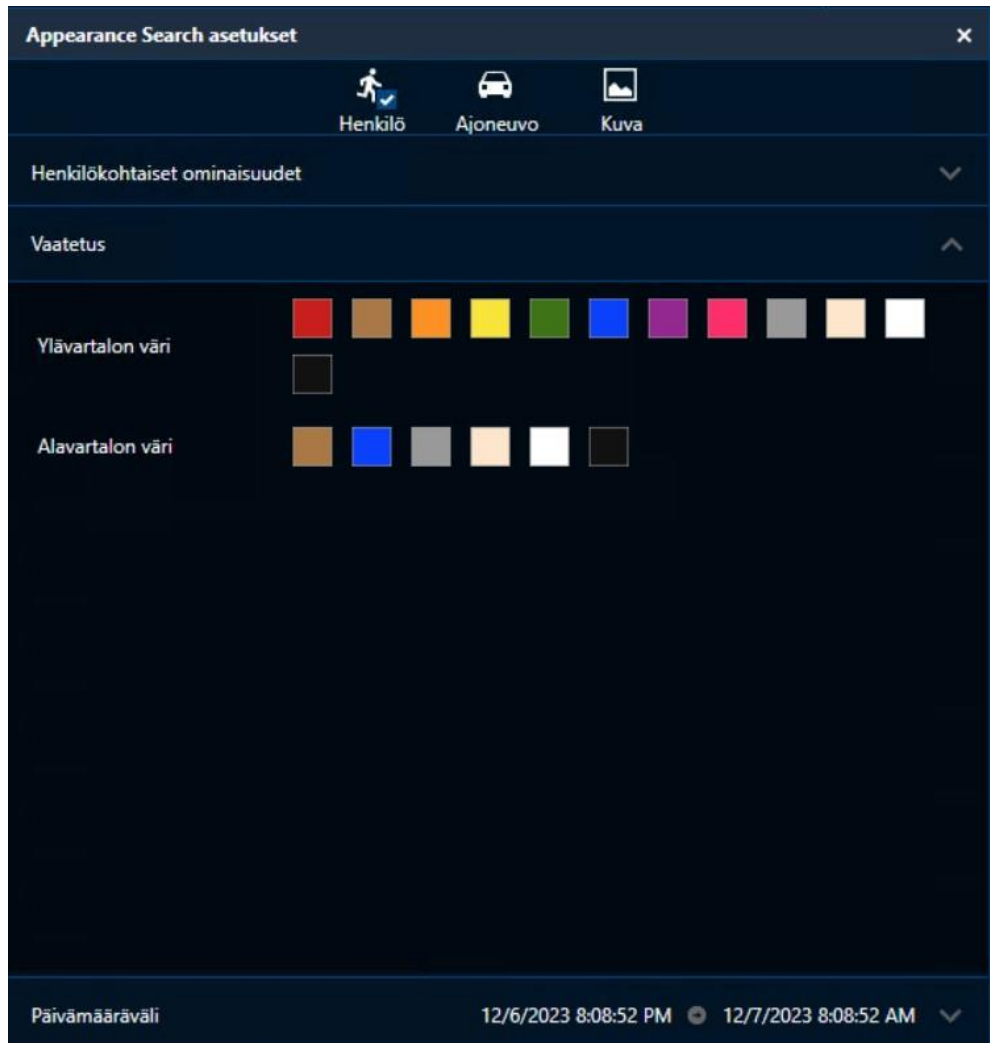 Appearance Search asetukset
Henkilö Ajoneuvo Kuva
Henkilökohtaiset ominaisuudet
Vaatetus
Ylävartalon väri
Alavartalon väri
Päivämääräväli 12/6/2023 8:08:52 PM 12/7/2023 8:08:52 AM